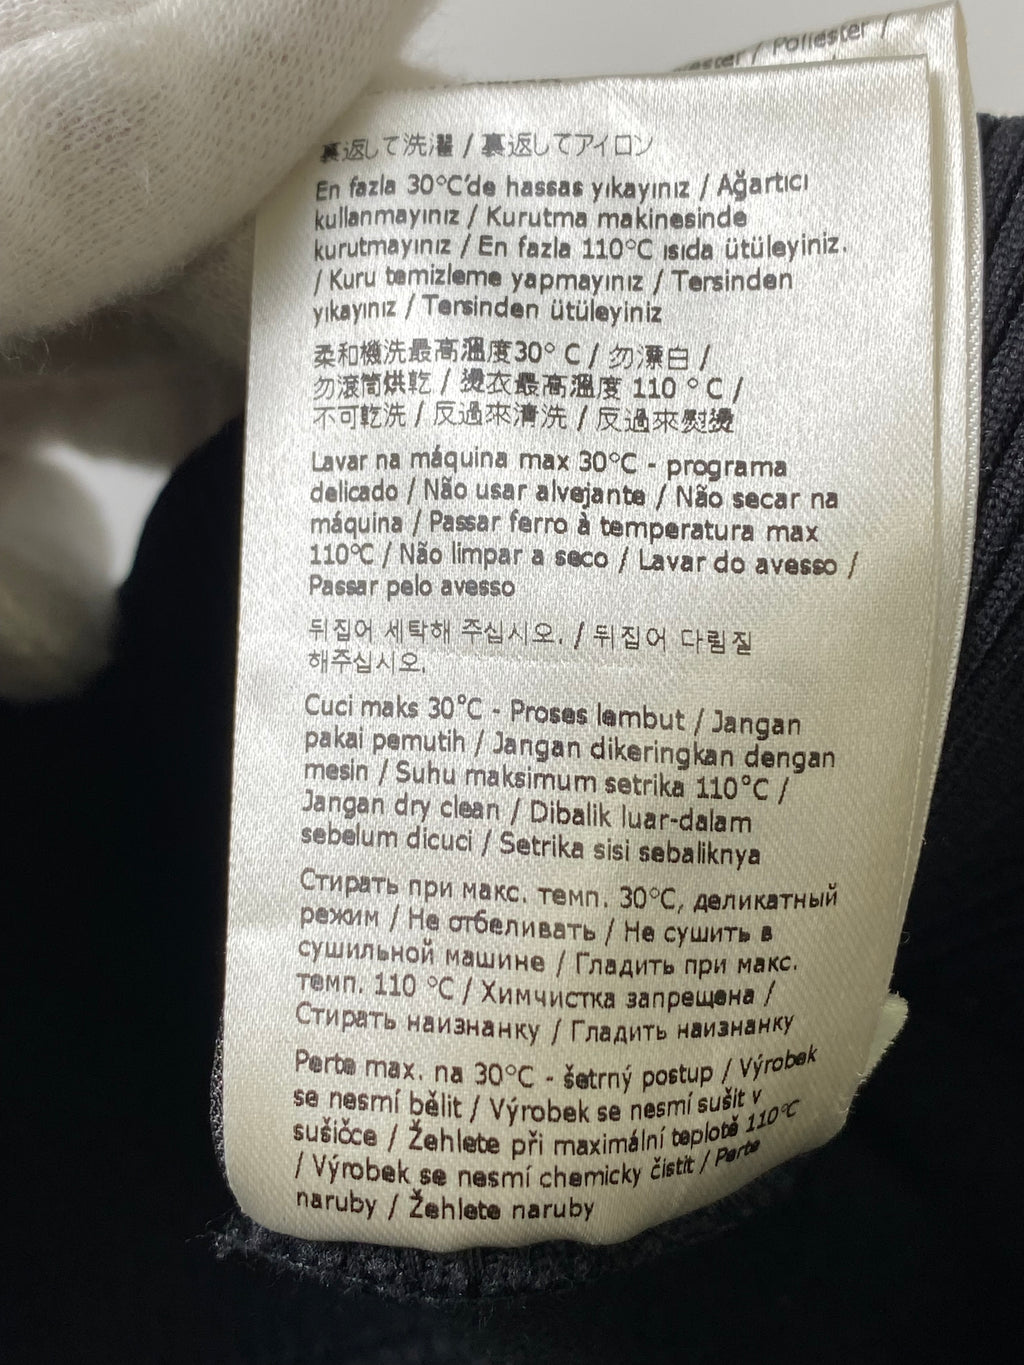 Poliester /
裏返して洗濯 / 裏返してアイロン
En fazla 30°C'de hassas yıkayınız / Ağartıcı
kullanmayınız / Kurutma makinesinde
kurutmayınız / En fazla 110°C ısıda ütüleyiniz.
/ Kuru temizleme yapmayınız / Tersinden
yıkayınız / Tersinden ütüleyiniz
柔和機洗最高溫度30° C / 勿漂白 /
勿滾筒烘乾 / 燙衣最高溫度 110 ° C /
不可乾洗 / 反過來清洗 / 反過來熨燙
Lavar na máquina max 30°C - programa
delicado / Não usar alvejante / Não secar na
máquina / Passar ferro à temperatura max
110°C / Não limpar a seco / Lavar do avesso /
Passar pelo avesso
뒤집어 세탁해 주십시오. / 뒤집어 다림질
해주십시오.
Cuci maks 30°C - Proses lembut / Jangan
pakai pemutih / Jangan dikeringkan dengan
mesin / Suhu maksimum setrika 110°C /
Jangan dry clean / Dibalik luar-dalam
sebelum dicuci / Setrika sisi sebaliknya
Стирать при макс. темп. 30°C, деликатный
режим / Не отбеливать / Не сушить в
сушильной машине / Гладить при макс.
темп. 110 °C / Химчистка запрещена /
Стирать наизнанку / Гладить наизнанку
Perte max. na 30°C - šetrný postup / Výrobek
se nesmí bělit / Výrobek se nesmí sušit v
sušičce / Žehlete při maximální teplotě 110°C
/ Výrobek se nesmí chemicky čistit / Perte
naruby / Žehlete naruby